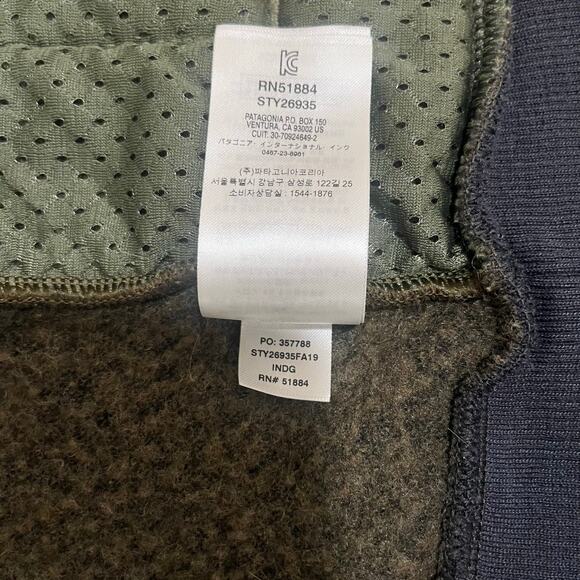 RN51884
STY26935
PATAGONIA P.O. BOX 150
VENTURA, CA 93002 US
CUIT: 30-70924649-2
パタゴニア・インターナショナル・インク
0467-23-8961
(주)파타고니아코리아
서울특별시 강남구 삼성로 122길 25
소비자상담실 : 1544-1876
PO: 357788
STY26935FA19
INDG
RN# 51884